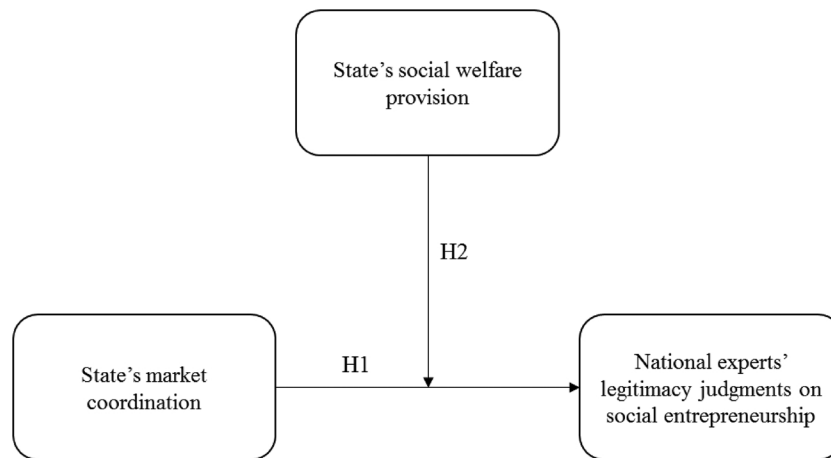 State’s social welfare
provision
H2
H1
State’s market
coordination
National experts’
legitimacy judgments on
social entrepreneurship